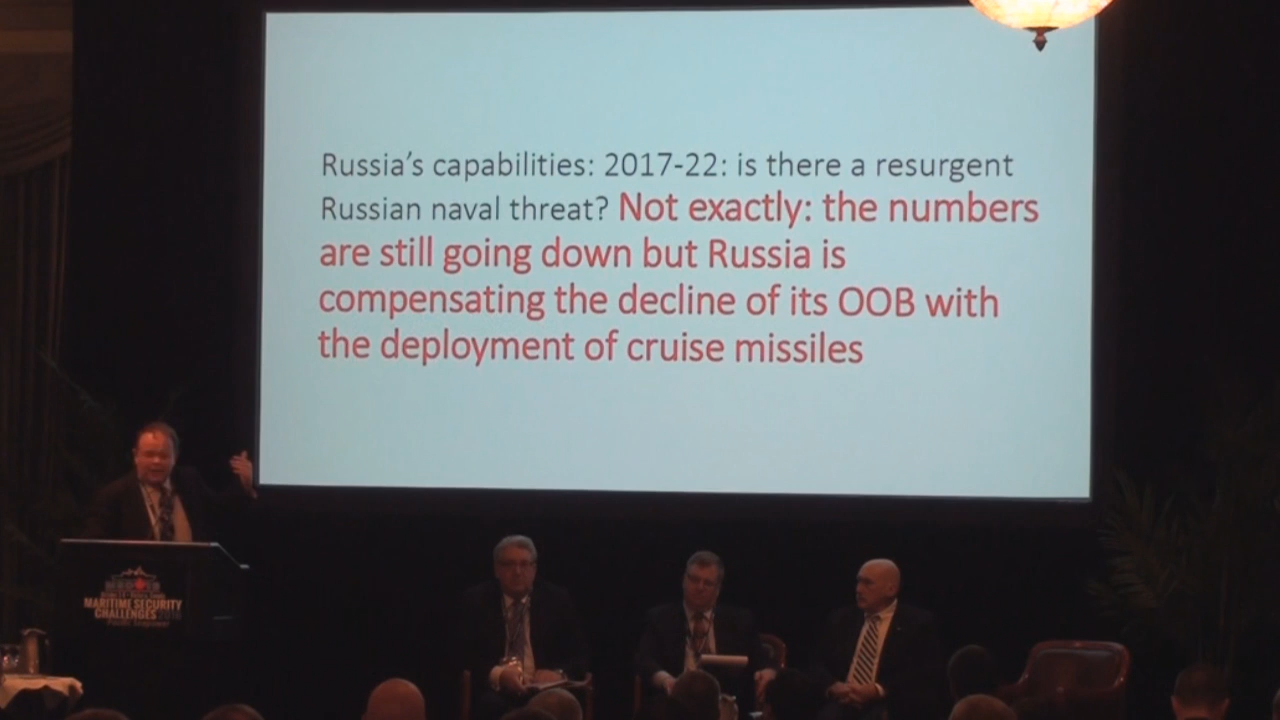 Russia's capabilities: 2017-22: is there a resurgent
Russian naval threat? Not exactly: the numbers
are still going down but Russia is
compensating the decline of its OOB with
the deployment of cruise missiles
MARITIME SECURITY
CHALLENGES